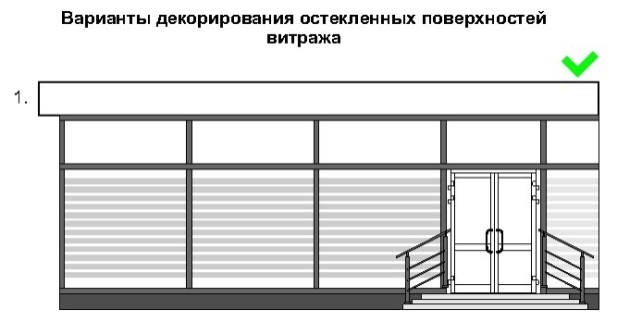 Варианты декорирования остекленных поверхностей
витража
1.